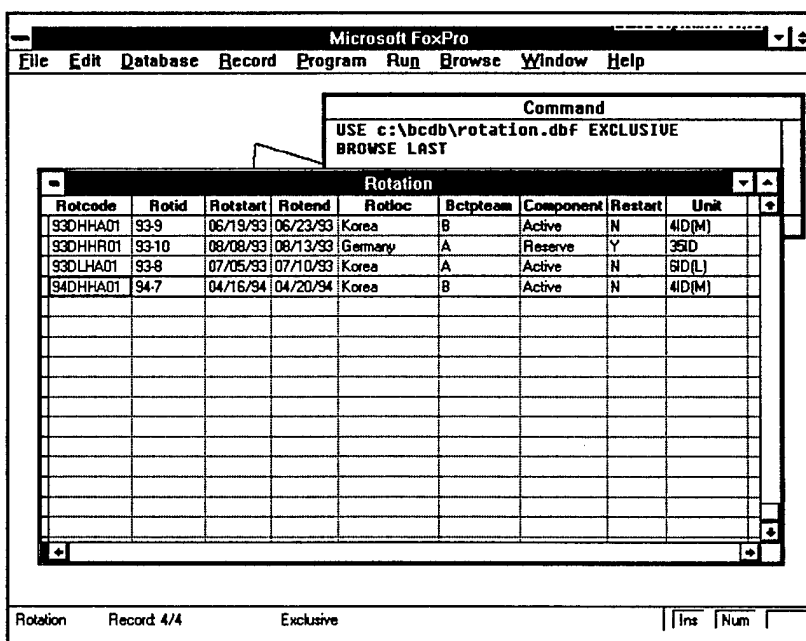 Microsoft FoxPro
File Edit Database Record Program Run Browse Window Help
Command
USE c:\bcdb\rotation.dbf EXCLUSIVE
BROWSE LAST
Rotation
Rotcode Rotid Rotstart Rotend Rotloc Bctpteam Component Restart Unit
93DHHA01 93-9 06/19/93 06/23/93 Korea B Active N 4ID(M)
93DHHR01 93-10 08/08/93 08/13/93 Germany A Reserve Y 35ID
93DLHA01 93-8 07/05/93 07/10/93 Korea A Active N 6ID(L)
94DHHA01 94-7 04/16/94 04/20/94 Korea B Active N 4ID(M)
Rotation Record: 4/4 Exclusive Ins Num